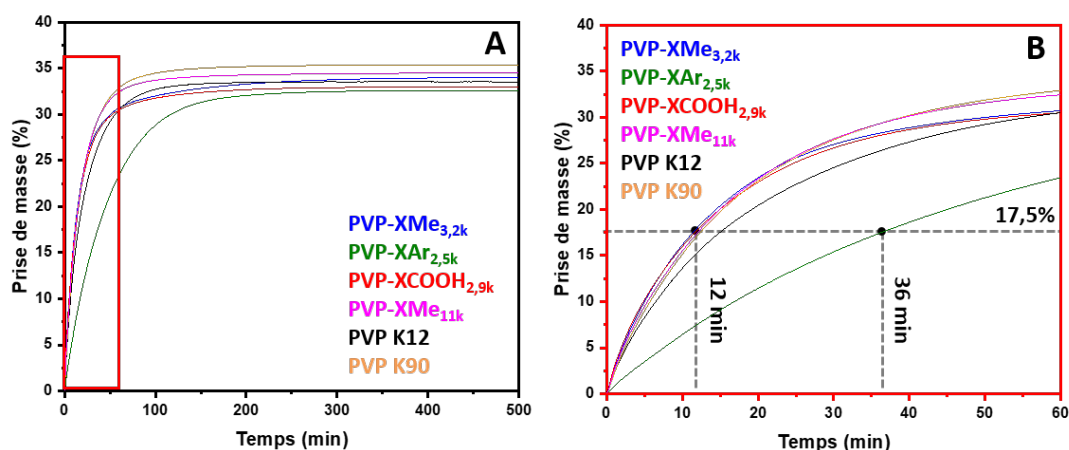 A
40
35
30
25
20
15
10
5
0
Prise de masse (%)
PVP-XMe3,2k
PVP-XAr2,5k
PVP-XCOOH2,9k
PVP-XMe11k
PVP K12
PVP K90
0 100 200 300 400 500
Temps (min)
B
40
35
30
25
20
15
10
5
0
Prise de masse (%)
PVP-XMe3,2k
PVP-XAr2,5k
PVP-XCOOH2,9k
PVP-XMe11k
PVP K12
PVP K90
17,5%
12 min
36 min
0 10 20 30 40 50 60
Temps (min)